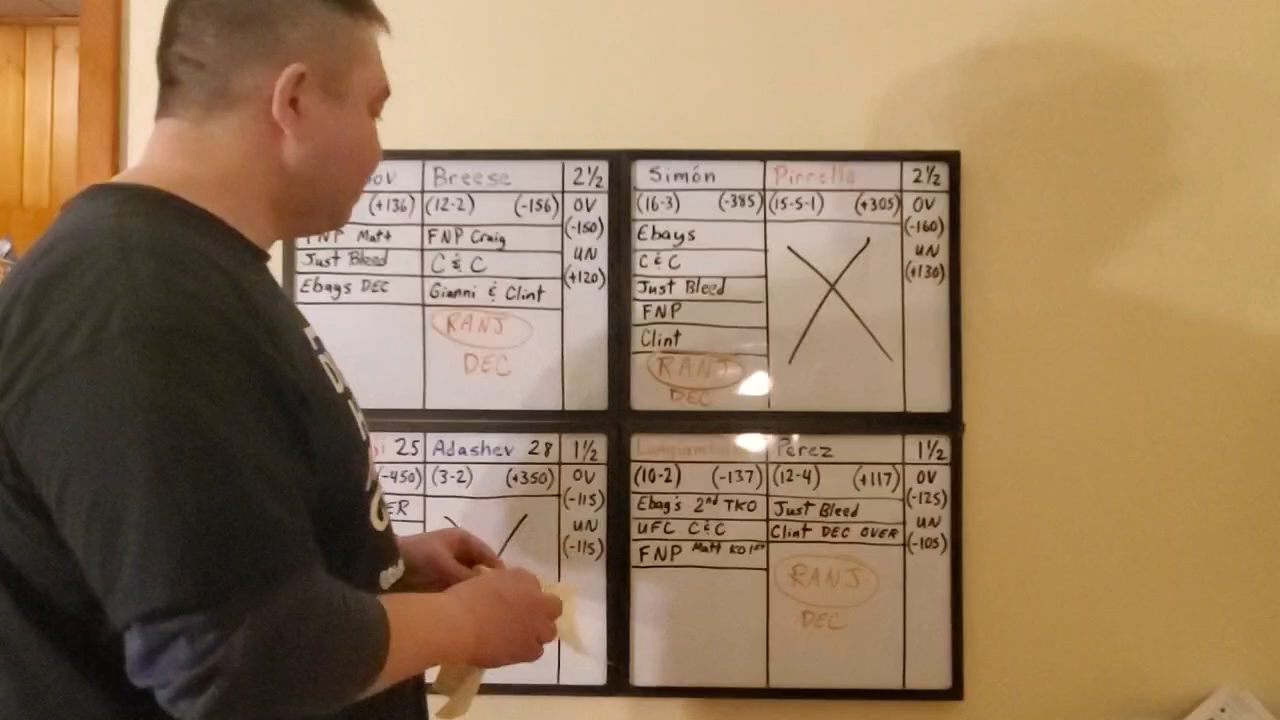 Breese 2½
(+136) (12-2) (-156) OV
(-150)
FNP Matt FNP Craig
UN
Just Bleed C & C
(+120)
Ebags DEC Gianni & Clint
RANJ
DEC
Simón Pirrello 2½
(16-3) (-385) (15-5-1) (+305) OV
(-160)
Ebays
UN
C & C
(+130)
Just Bleed
FNP
Clint
RANJ
DEC
25 Adashev 28 1½
(-450) (3-2) (+350) OV
(-115)
UN
(-115)
Perez 1½
(10-2) (-137) (12-4) (+117) OV
(-125)
Ebag's 2nd TKO Just Bleed
UFC C&C Clint DEC OVER UN
(-105)
FNP Matt KO 1st
RANJ
DEC